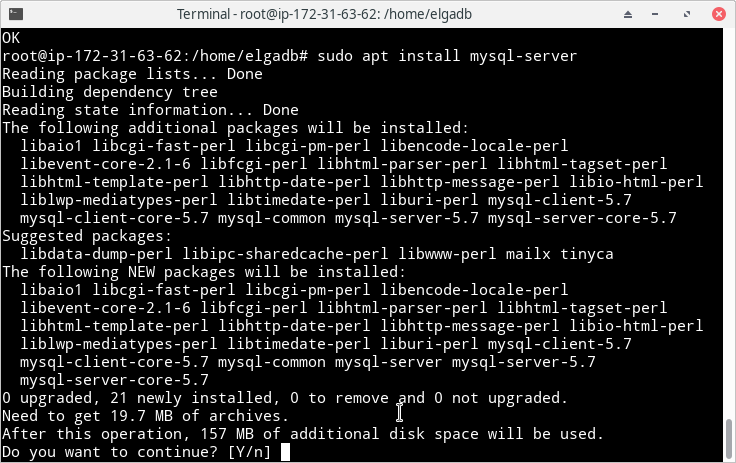 Terminal - root@ip-172-31-63-62: /home/elgadb
OK
root@ip-172-31-63-62:/home/elgadb# sudo apt install mysql-server
Reading package lists... Done
Building dependency tree
Reading state information... Done
The following additional packages will be installed:
  libaio1 libcgi-fast-perl libcgi-pm-perl libencode-locale-perl
  libevent-core-2.1-6 libfcgi-perl libhtml-parser-perl libhtml-tagset-perl
  libhtml-template-perl libhttp-date-perl libhttp-message-perl libio-html-perl
  liblwp-mediatypes-perl libtimedate-perl liburi-perl mysql-client-5.7
  mysql-client-core-5.7 mysql-common mysql-server-5.7 mysql-server-core-5.7
Suggested packages:
  libdata-dump-perl libipc-sharedcache-perl libwww-perl mailx tinyca
The following NEW packages will be installed:
  libaio1 libcgi-fast-perl libcgi-pm-perl libencode-locale-perl
  libevent-core-2.1-6 libfcgi-perl libhtml-parser-perl libhtml-tagset-perl
  libhtml-template-perl libhttp-date-perl libhttp-message-perl libio-html-perl
  liblwp-mediatypes-perl libtimedate-perl liburi-perl mysql-client-5.7
  mysql-client-core-5.7 mysql-common mysql-server mysql-server-5.7
  mysql-server-core-5.7
0 upgraded, 21 newly installed, 0 to remove and 0 not upgraded.
Need to get 19.7 MB of archives.
After this operation, 157 MB of additional disk space will be used.
Do you want to continue? [Y/n]